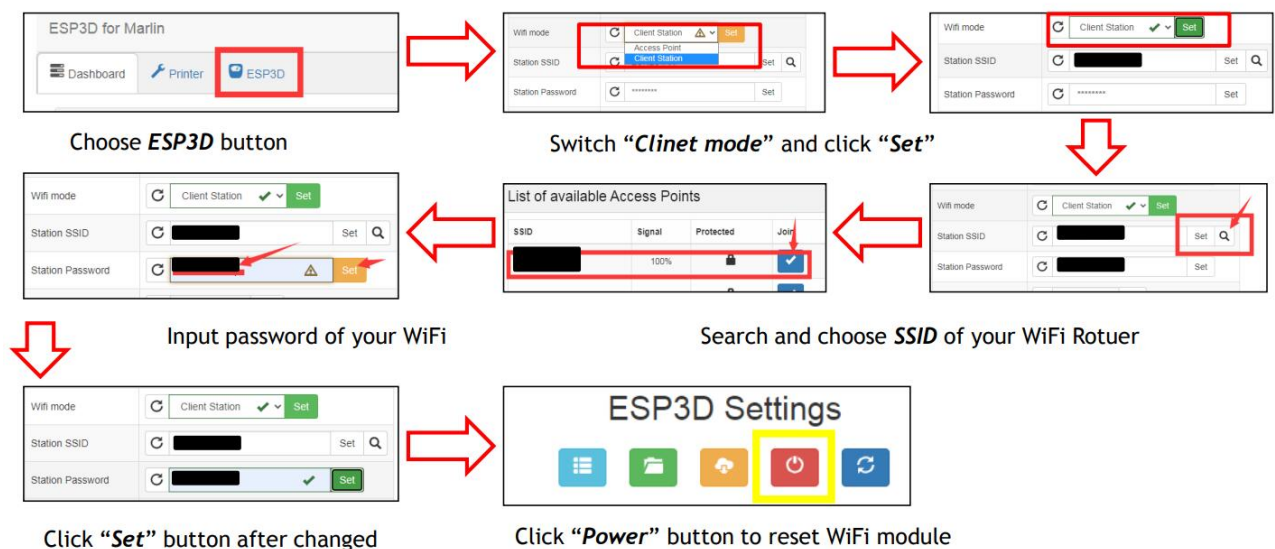 ESP3D for Marlin
Dashboard Printer ESP3D
Choose ESP3D button
Wifi mode Client Station Set
Access Point
Client Station
Station SSID Set
Station Password ******** Set
Switch “Clinet mode” and click “Set”
Wifi mode Client Station Set
Station SSID Set
Station Password ******** Set
Wifi mode Client Station Set
Station SSID Set
Station Password Set
Search and choose SSID of your WiFi Rotuer
List of available Access Points
SSID Signal Protected Join
100%
Wifi mode Client Station Set
Station SSID Set
Station Password Set
Input password of your WiFi
Wifi mode Client Station Set
Station SSID Set
Station Password Set
Click “Set” button after changed
ESP3D Settings
Click “Power” button to reset WiFi module